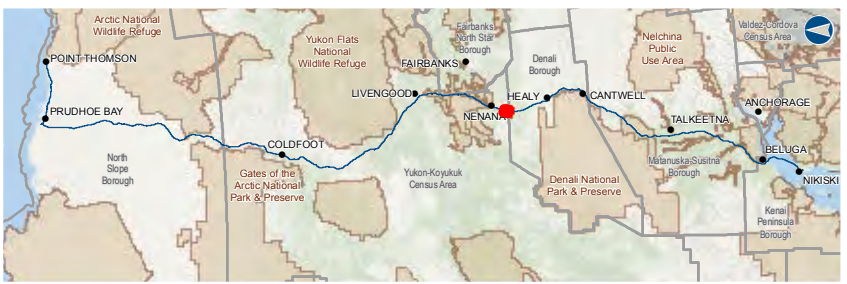 Arctic National
Wildlife Refuge
POINT THOMSON
PRUDHOE BAY
North
Slope
Borough
Yukon Flats
National
Wildlife Refuge
COLDFOOT
Gates of the
Arctic National
Park & Preserve
Fairbanks
North Star
Borough
FAIRBANKS
LIVENGOOD
NENANA
Yukon-Koyukuk
Census Area
Denali
Borough
HEALY
CANTWELL
Denali National
Park & Preserve
Nelchina
Public
Use Area
TALKEETNA
Matanuska-Susitna
Borough
Valdez-Cordova
Census Area
ANCHORAGE
BELUGA
NIKISKI
Kenai
Peninsula
Borough